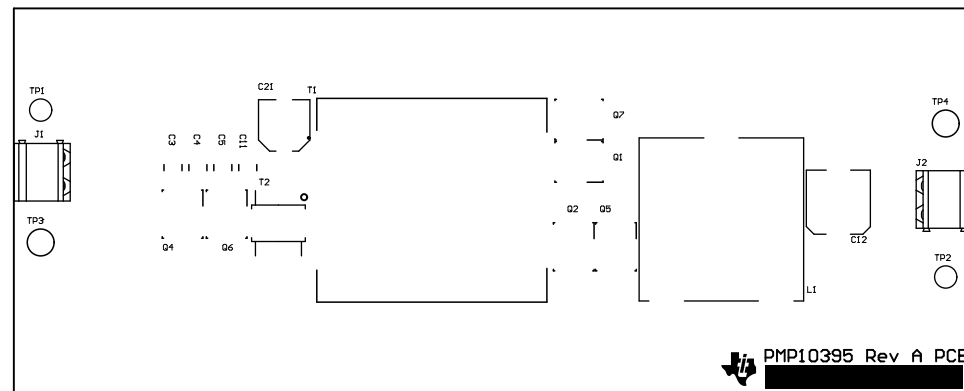 C21 T1
TP1
TP4
Q7
J1
C3 C4 C5 C11
Q1
J2
T2
Q2 Q5
TP3
Q4 Q6
C12
TP2
L1
PMP10395 Rev A PCB